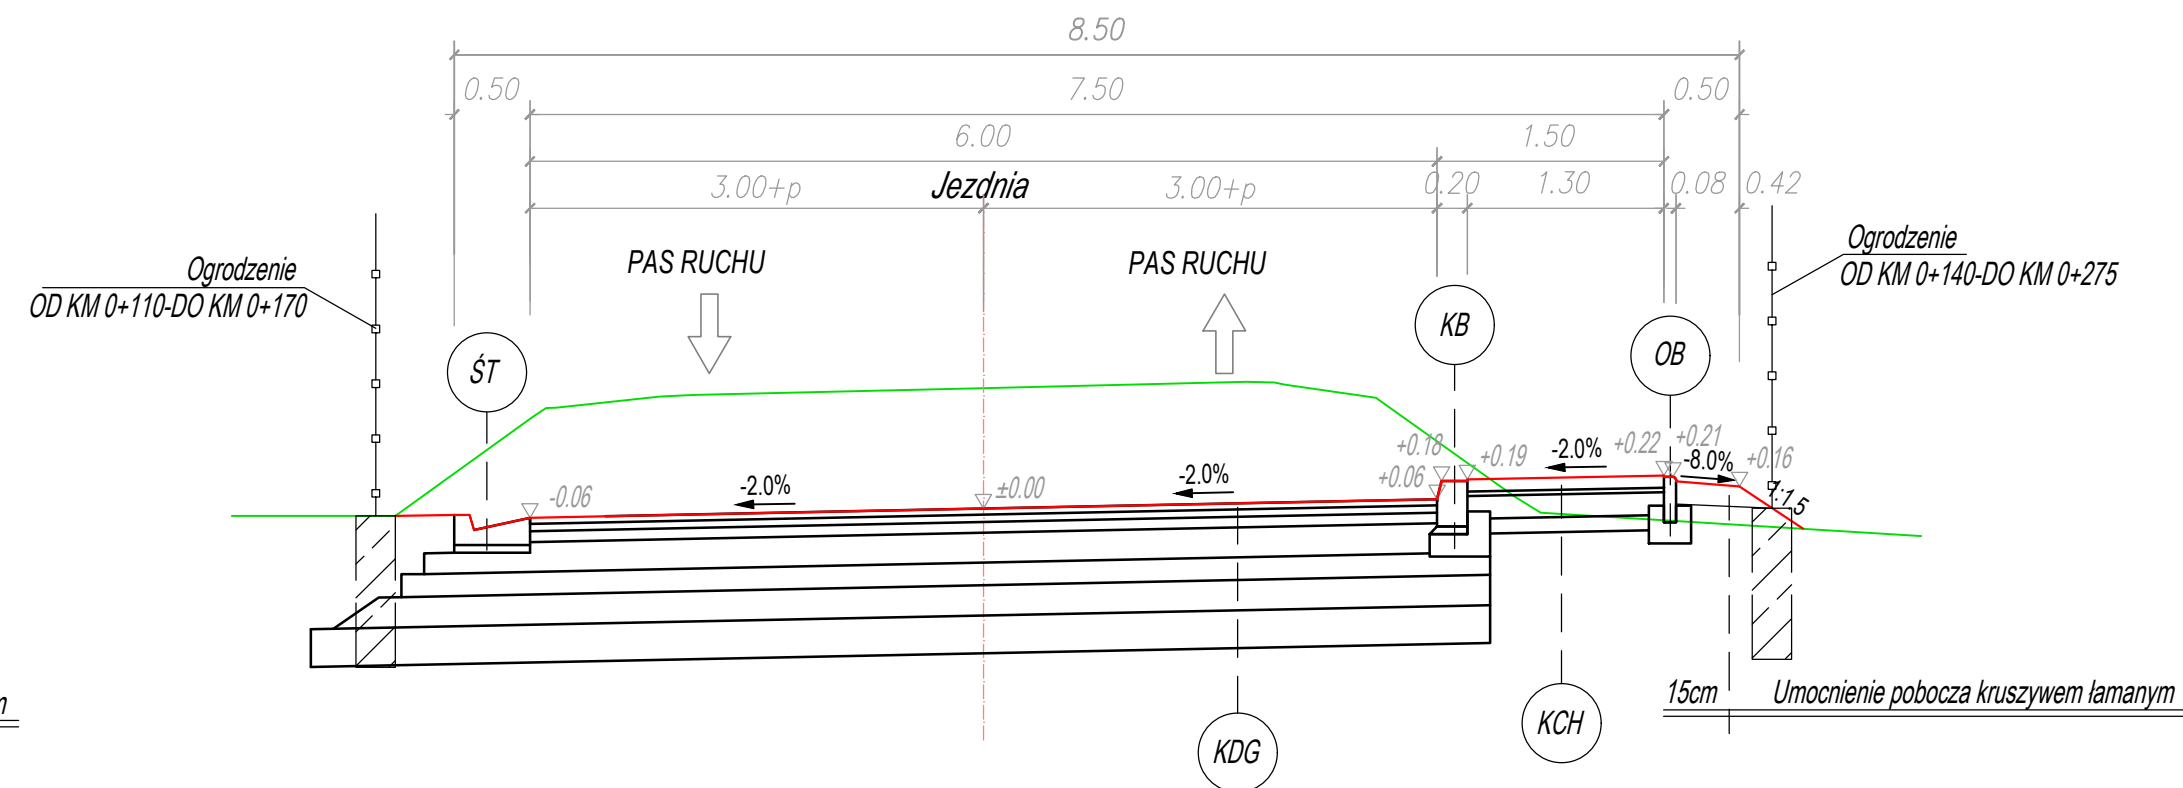 8.50
0.50 7.50 0.50
6.00 1.50
3.00+p Jezdnia 3.00+p 0.20 1.30 0.08 0.42
Ogrodzenie
OD KM 0+110-DO KM 0+170
PAS RUCHU
PAS RUCHU
Ogrodzenie
OD KM 0+140-DO KM 0+275
ŚT
KB
OB
+0.18
+0.06
+0.19
-2.0%
+0.22
+0.21
-8.0%
+0.16
1:1.5
-0.06
-2.0%
±0.00
-2.0%
15cm Umocnienie pobocza kruszywem łamanym
KCH
KDG